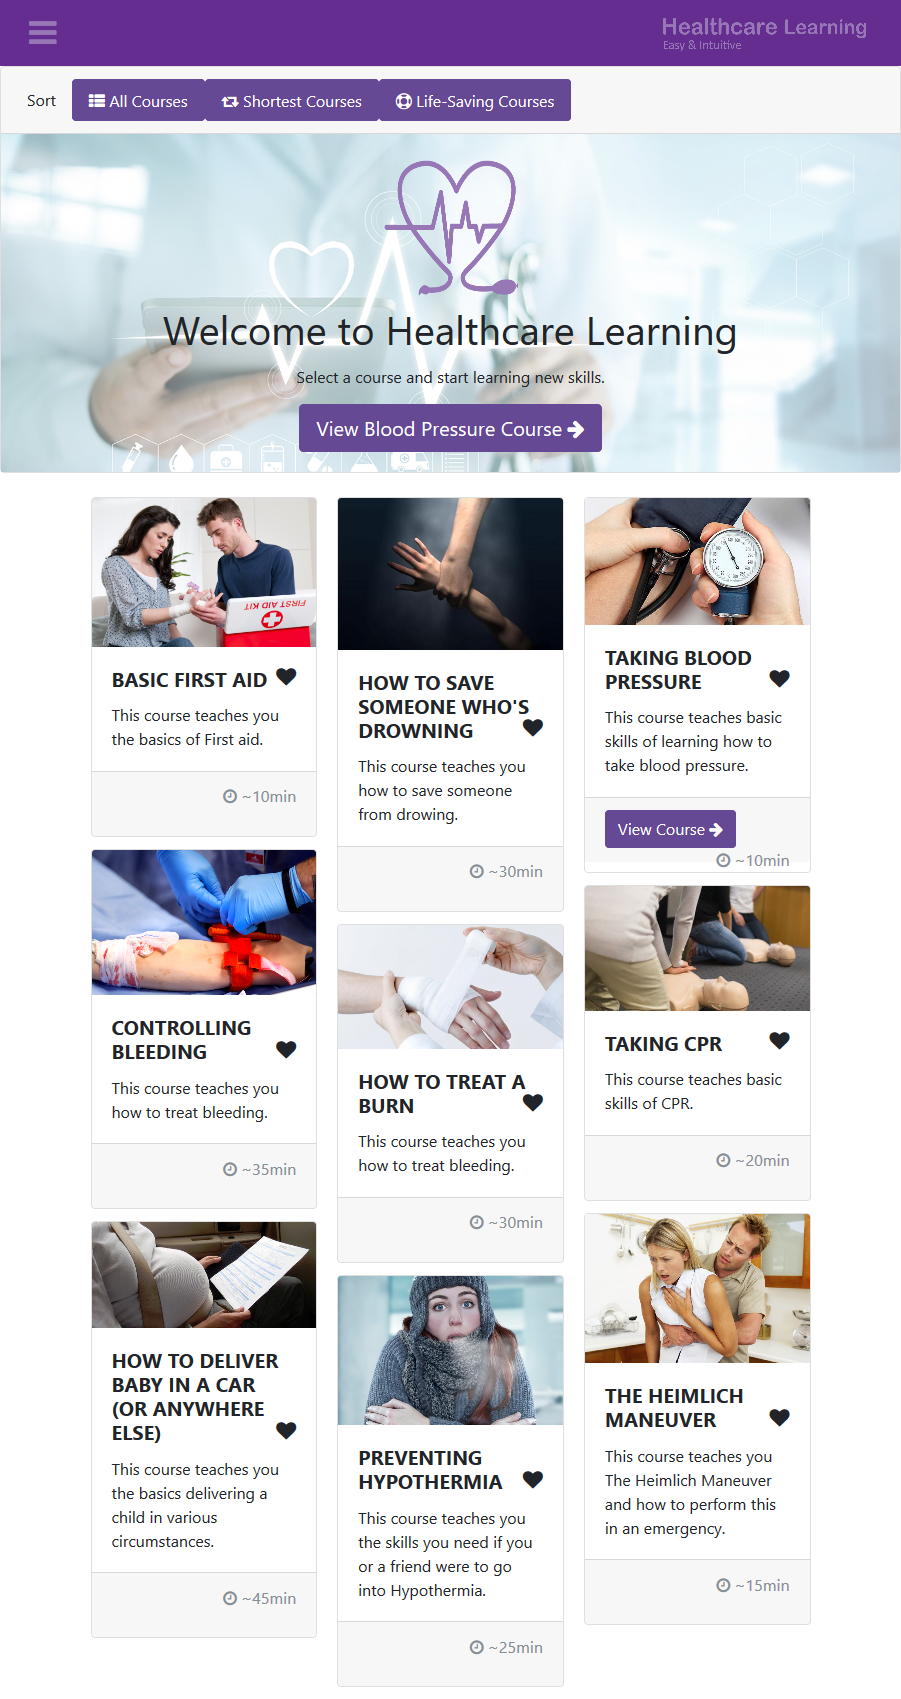 Healthcare Learning
Easy & Intuitive
Sort
All Courses
Shortest Courses
Life-Saving Courses
Welcome to Healthcare Learning
Select a course and start learning new skills.
View Blood Pressure Course
FIRST AID KIT
BASIC FIRST AID
This course teaches you
the basics of First aid.
~10min
CONTROLLING
BLEEDING
This course teaches you
how to treat bleeding.
~35min
HOW TO DELIVER
BABY IN A CAR
(OR ANYWHERE
ELSE)
This course teaches you
the basics delivering a
child in various
circumstances.
~45min
HOW TO SAVE
SOMEONE WHO'S
DROWNING
This course teaches you
how to save someone
from drowing.
~30min
HOW TO TREAT A
BURN
This course teaches you
how to treat bleeding.
~30min
PREVENTING
HYPOTHERMIA
This course teaches you
the skills you need if you
or a friend were to go
into Hypothermia.
~25min
TAKING BLOOD
PRESSURE
This course teaches basic
skills of learning how to
take blood pressure.
View Course
~10min
TAKING CPR
This course teaches basic
skills of CPR.
~20min
THE HEIMLICH
MANEUVER
This course teaches you
The Heimlich Maneuver
and how to perform this
in an emergency.
~15min